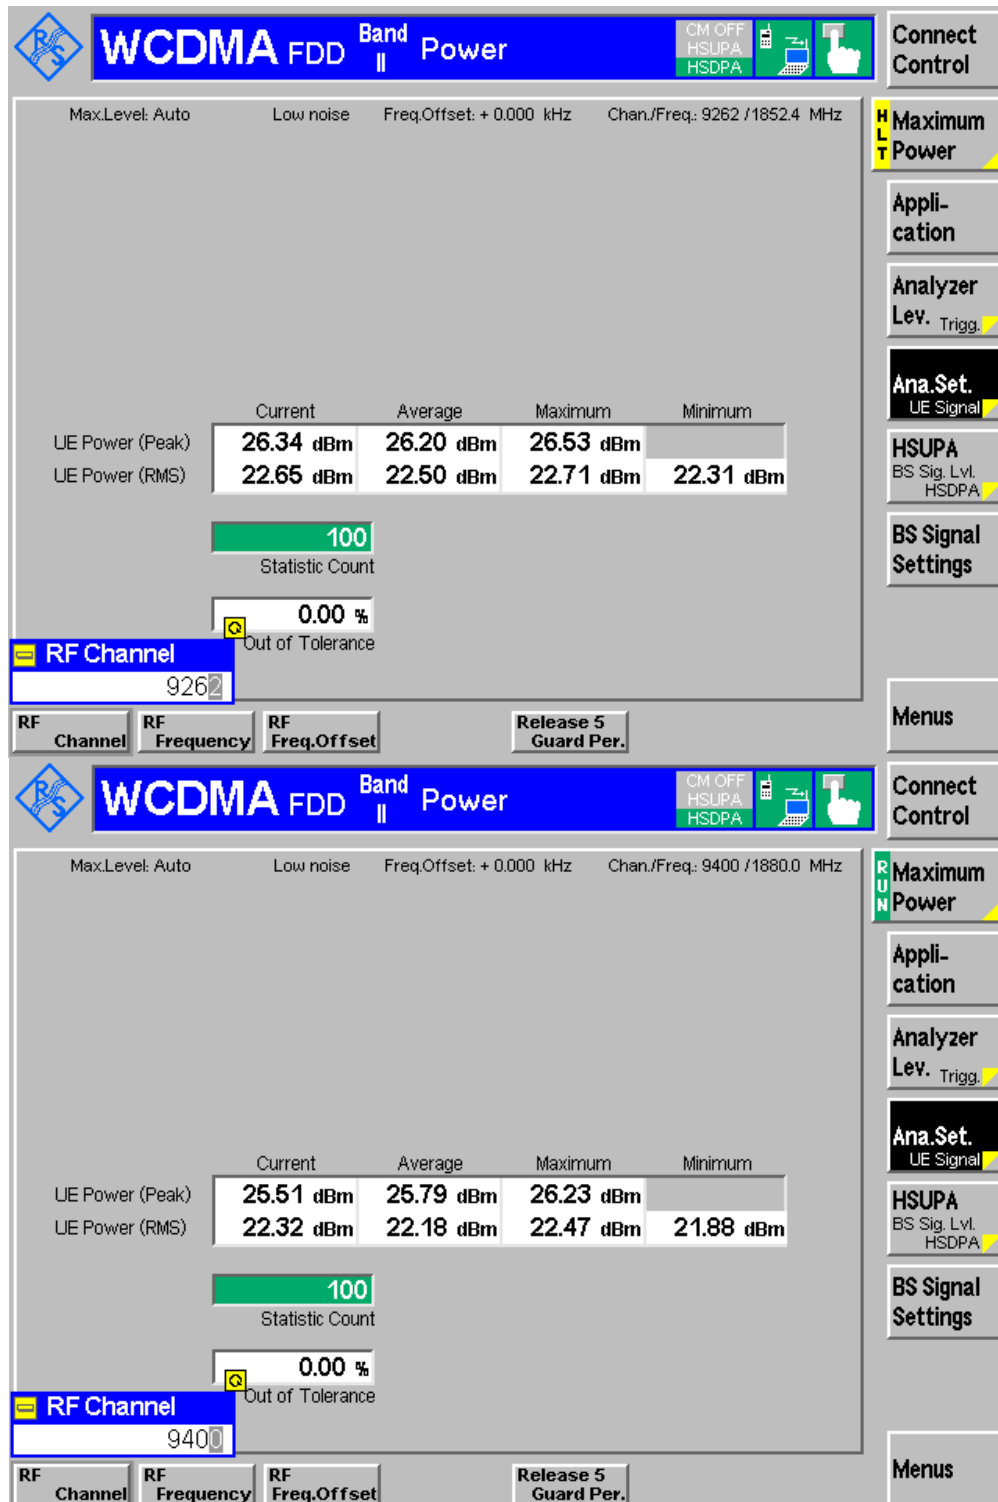 WCDMA FDD Band II Power CM OFF HSUPA HSDPA
Connect Control
Max.Level: Auto Low noise Freq.Offset: + 0.000 kHz Chan./Freq.: 9262 / 1852.4 MHz
HLT Maximum Power
Appli-
cation
Analyzer
Lev. Trigg.
Ana.Set.
UE Signal
Current Average Maximum Minimum
UE Power (Peak) 26.34 dBm 26.20 dBm 26.53 dBm
UE Power (RMS) 22.65 dBm 22.50 dBm 22.71 dBm 22.31 dBm
HSUPA
BS Sig. Lvl.
HSDPA
100
Statistic Count
BS Signal
Settings
0.00 %
Out of Tolerance
RF Channel
9262
RF Channel RF Frequency RF Freq.Offset Release 5 Guard Per.
Menus
WCDMA FDD Band II Power CM OFF HSUPA HSDPA
Connect Control
Max.Level: Auto Low noise Freq.Offset: + 0.000 kHz Chan./Freq.: 9400 / 1880.0 MHz
RUN Maximum Power
Appli-
cation
Analyzer
Lev. Trigg.
Ana.Set.
UE Signal
Current Average Maximum Minimum
UE Power (Peak) 25.51 dBm 25.79 dBm 26.23 dBm
UE Power (RMS) 22.32 dBm 22.18 dBm 22.47 dBm 21.88 dBm
HSUPA
BS Sig. Lvl.
HSDPA
100
Statistic Count
BS Signal
Settings
0.00 %
Out of Tolerance
RF Channel
9400
RF Channel RF Frequency RF Freq.Offset Release 5 Guard Per.
Menus